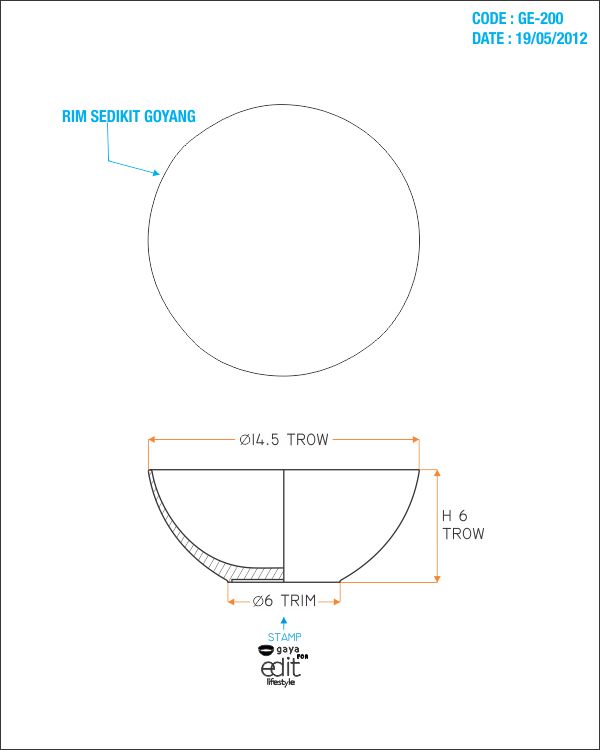 CODE : GE-200
DATE : 19/05/2012
RIM SEDIKIT GOYANG
Ø14.5 TROW
H 6
TROW
Ø6 TRIM
STAMP
gaya
FOR
edit
lifestyle